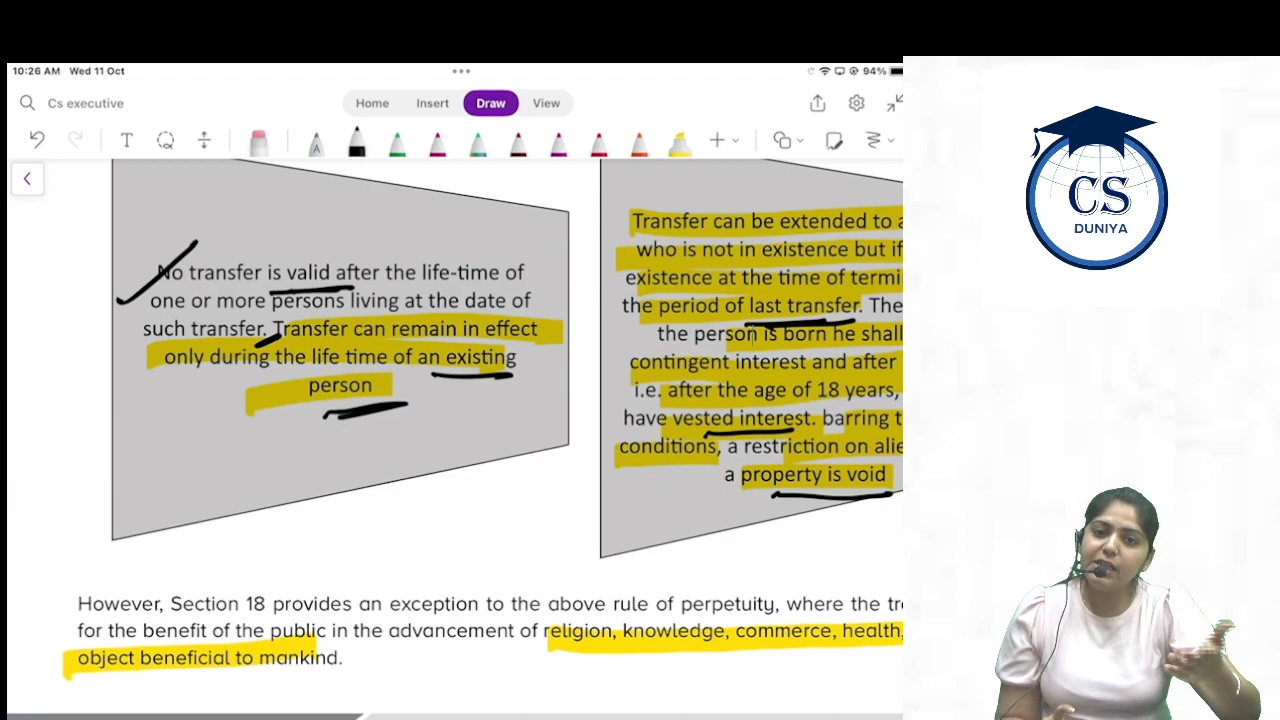 10:26 AM Wed 11 Oct
94%
Cs executive
Home Insert Draw View
No transfer is valid after the life-time of
one or more persons living at the date of
such transfer. Transfer can remain in effect
only during the life time of an existing
person
Transfer can be extended to
who is not in existence but if
existence at the time of
the period of last transfer. The
the person is born he shall
contingent interest and after
i.e. after the age of 18 years,
have vested interest. barring
conditions, a restriction on
a property is void
However, Section 18 provides an exception to the above rule of perpetuity, where the
for the benefit of the public in the advancement of religion, knowledge, commerce, health,
object beneficial to mankind.
CS
DUNIYA